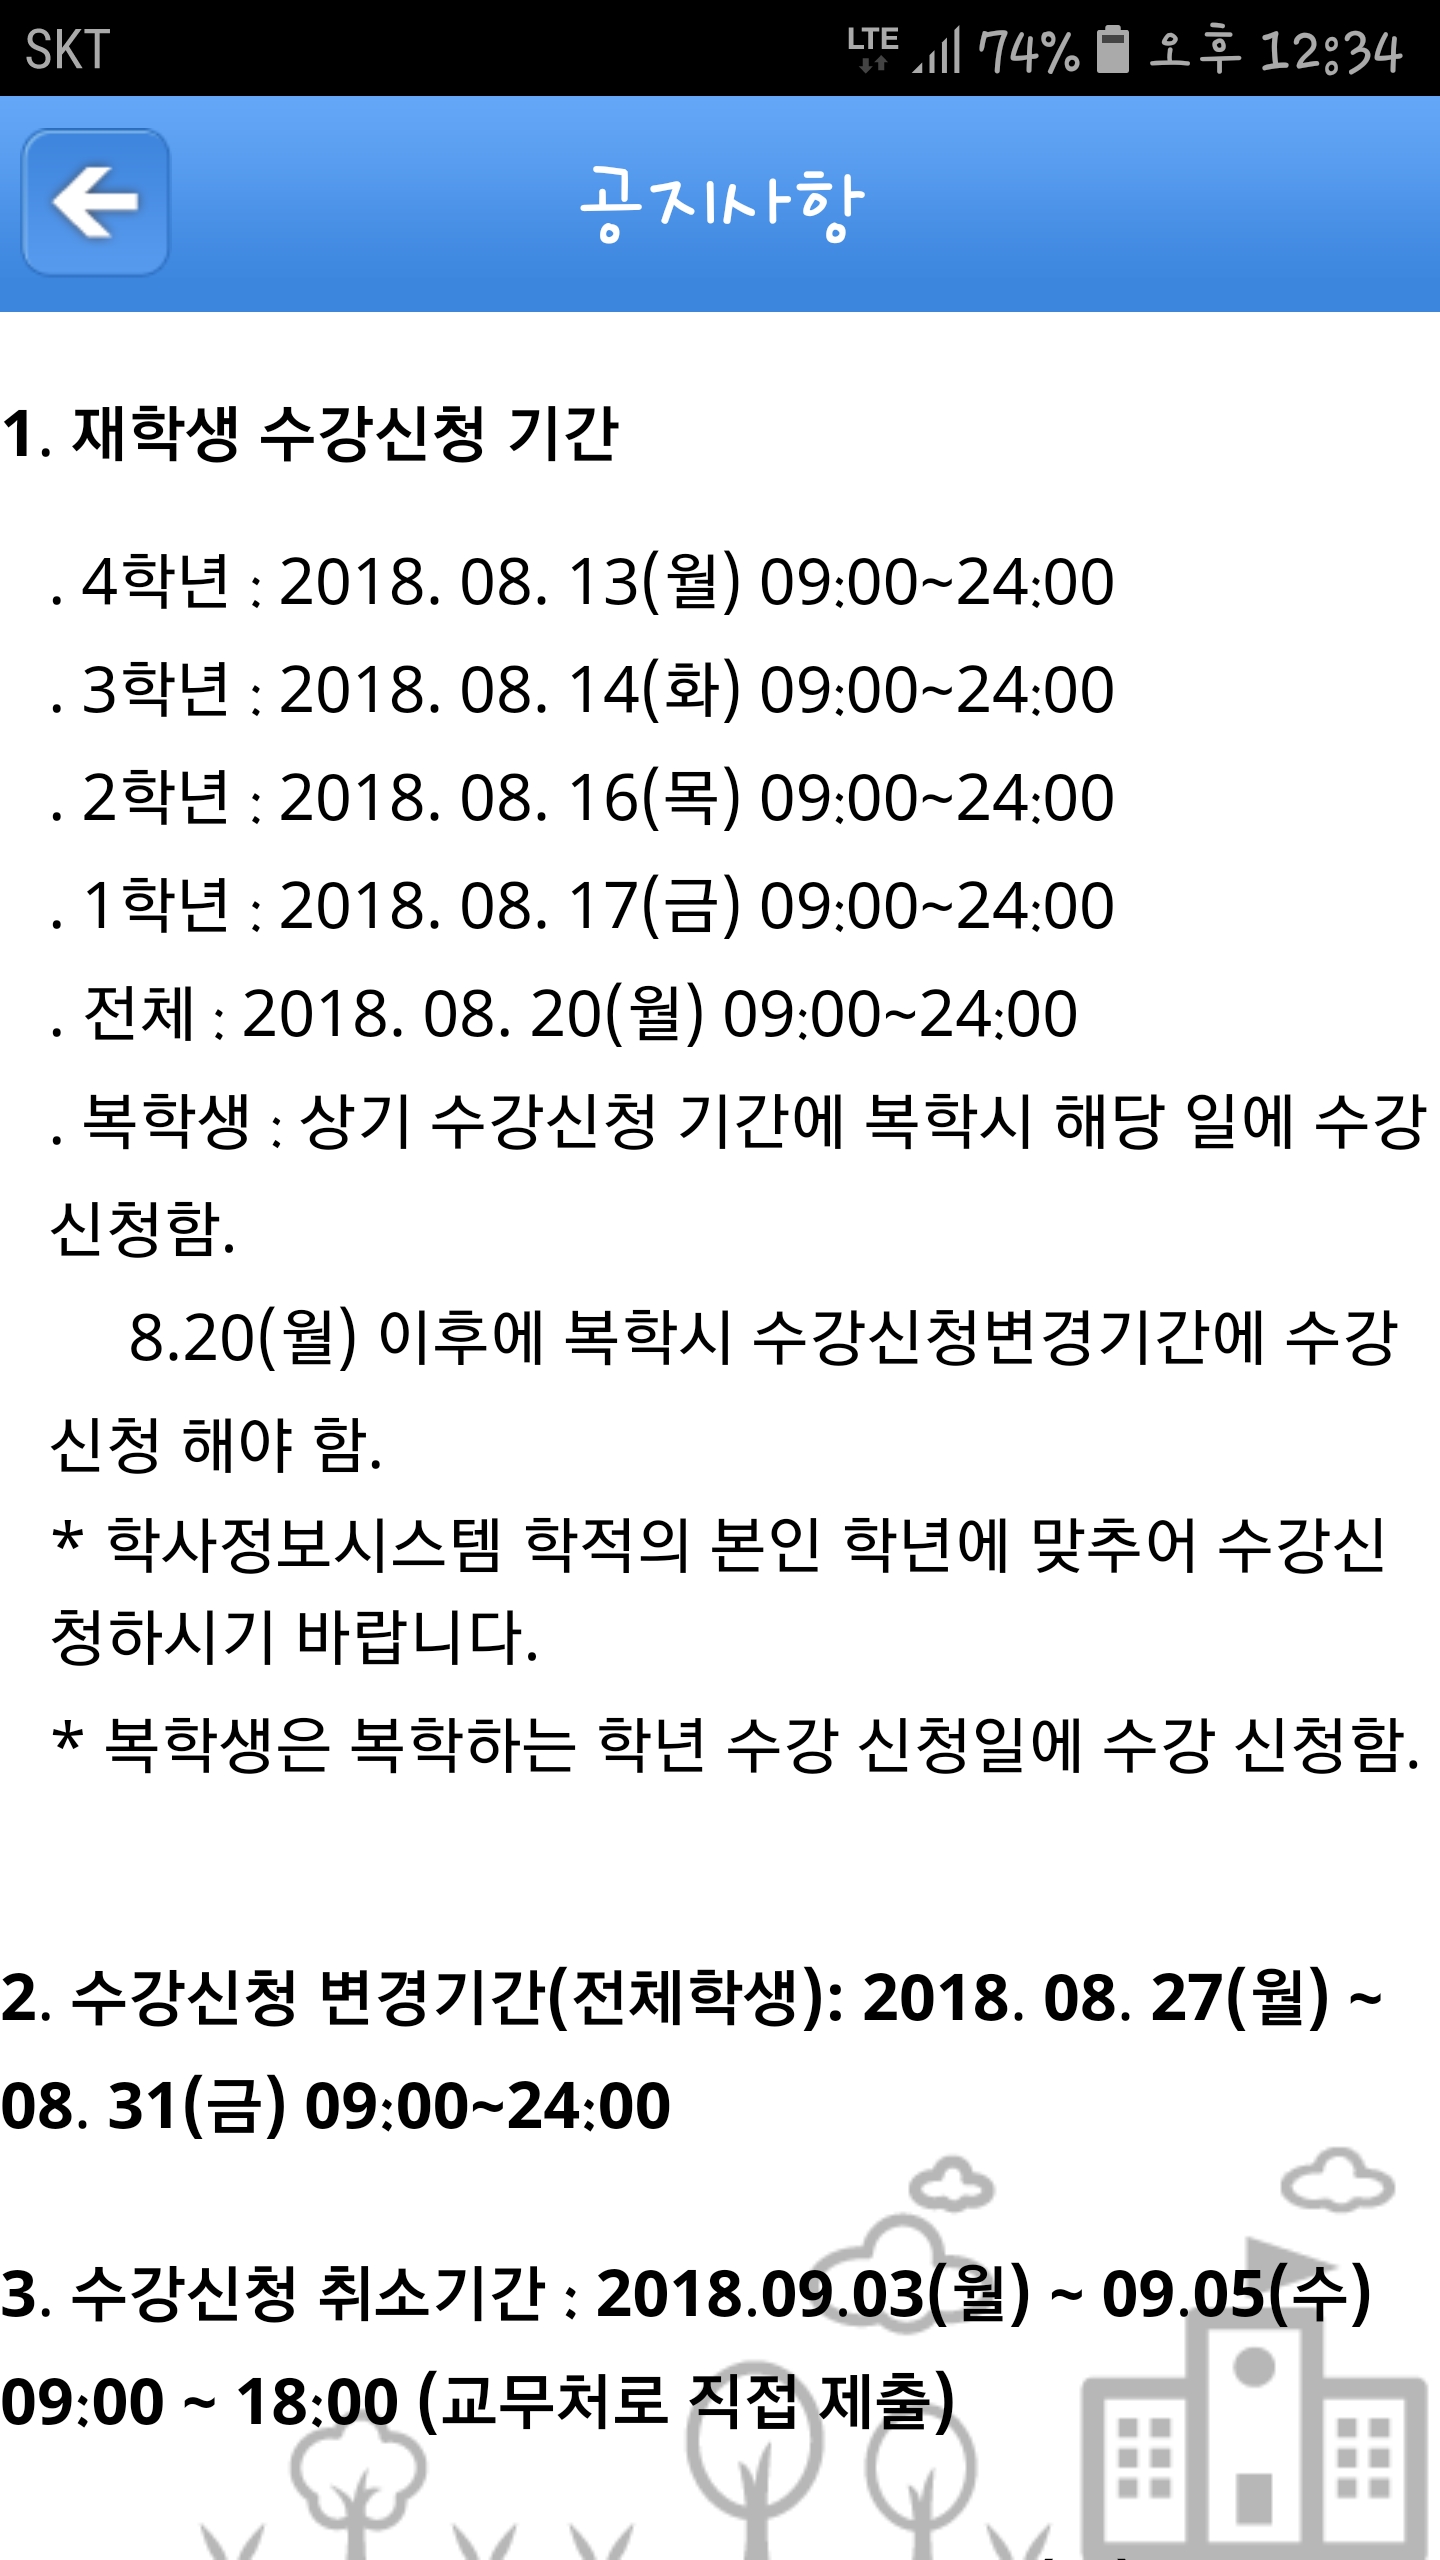 SKT LTE 74% 오후 12:34
공지사항
1. 재학생 수강신청 기간
. 4학년 : 2018. 08. 13(월) 09:00~24:00
. 3학년 : 2018. 08. 14(화) 09:00~24:00
. 2학년 : 2018. 08. 16(목) 09:00~24:00
. 1학년 : 2018. 08. 17(금) 09:00~24:00
. 전체 : 2018. 08. 20(월) 09:00~24:00
. 복학생 : 상기 수강신청 기간에 복학시 해당 일에 수강
신청함.
8.20(월) 이후에 복학시 수강신청변경기간에 수강
신청 해야 함.
* 학사정보시스템 학적의 본인 학년에 맞추어 수강신
청하시기 바랍니다.
* 복학생은 복학하는 학년 수강 신청일에 수강 신청함.
2. 수강신청 변경기간(전체학생): 2018. 08. 27(월) ~
08. 31(금) 09:00~24:00
3. 수강신청 취소기간 : 2018.09.03(월) ~ 09.05(수)
09:00 ~ 18:00 (교무처로 직접 제출)